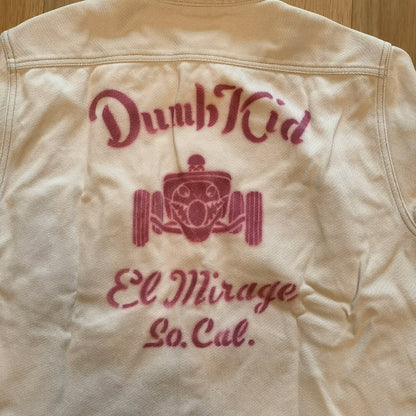 Dumb Kid
El Mirage
So. Cal.